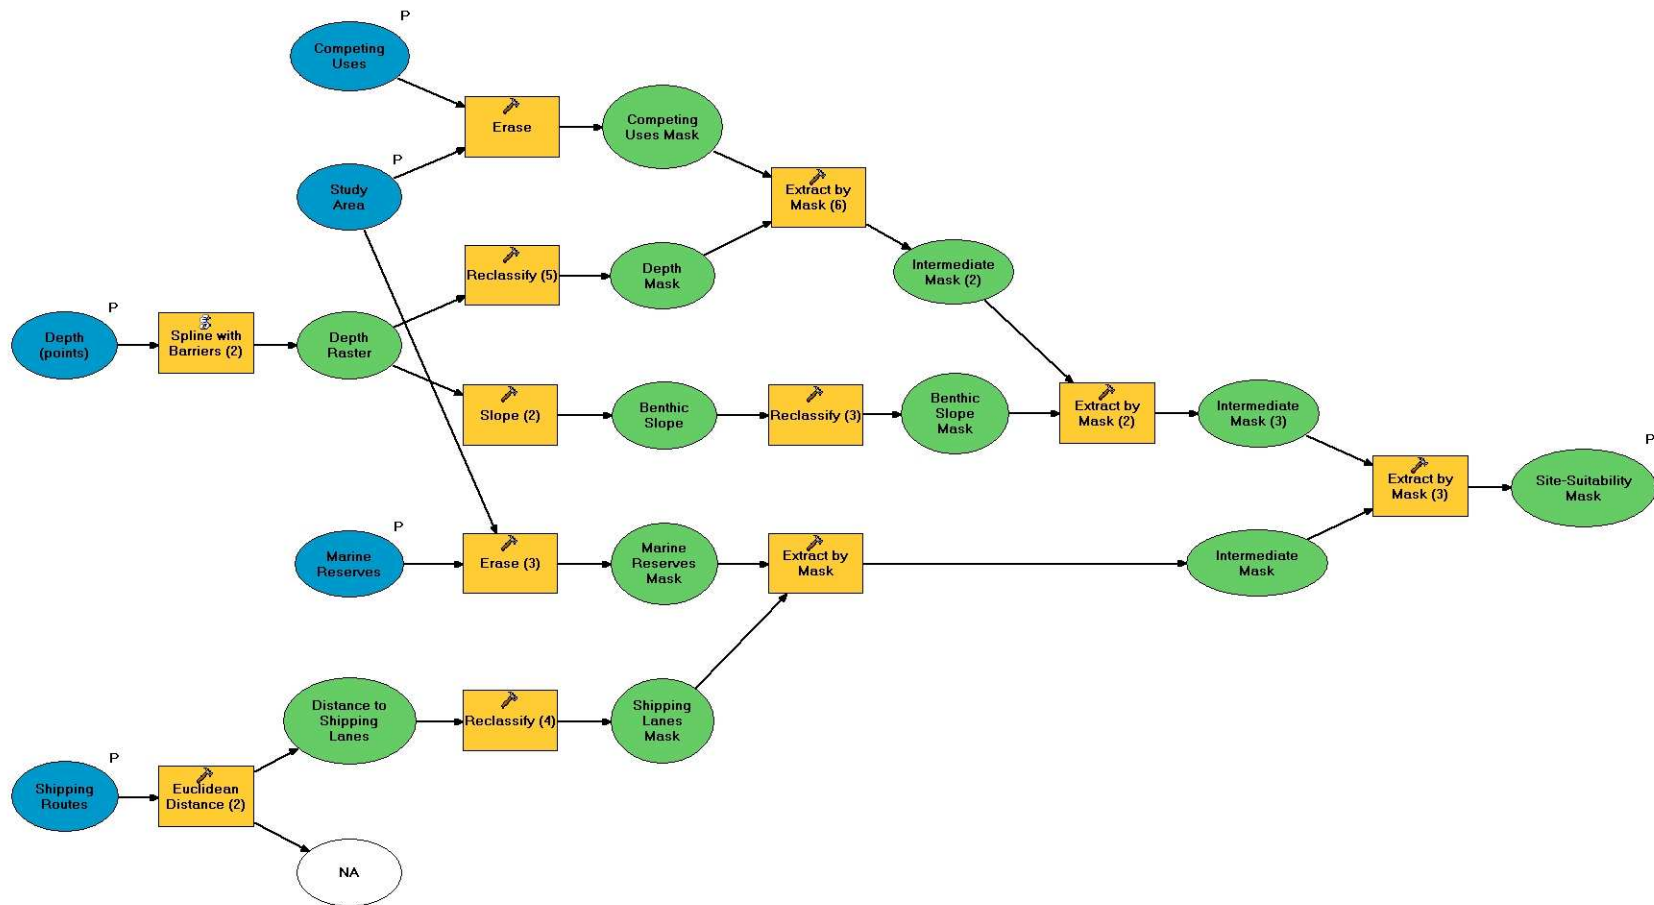 P
Competing
Uses
Erase
Competing
Uses Mask
P
Study
Area
Extract by
Mask (6)
Reclassify (5)
Depth
Mask
Intermediate
Mask (2)
P
Depth
(points)
Spline with
Barriers (2)
Depth
Raster
Slope (2)
Benthic
Slope
Reclassify (3)
Benthic
Slope
Mask
Extract by
Mask (2)
Intermediate
Mask (3)
P
Extract by
Mask (3)
Site-Suitability
Mask
P
Marine
Reserves
Erase (3)
Marine
Reserves
Mask
Extract by
Mask
Intermediate
Mask
Distance to
Shipping
Lanes
Reclassify (4)
Shipping
Lanes
Mask
P
Shipping
Routes
Euclidean
Distance (2)
NA